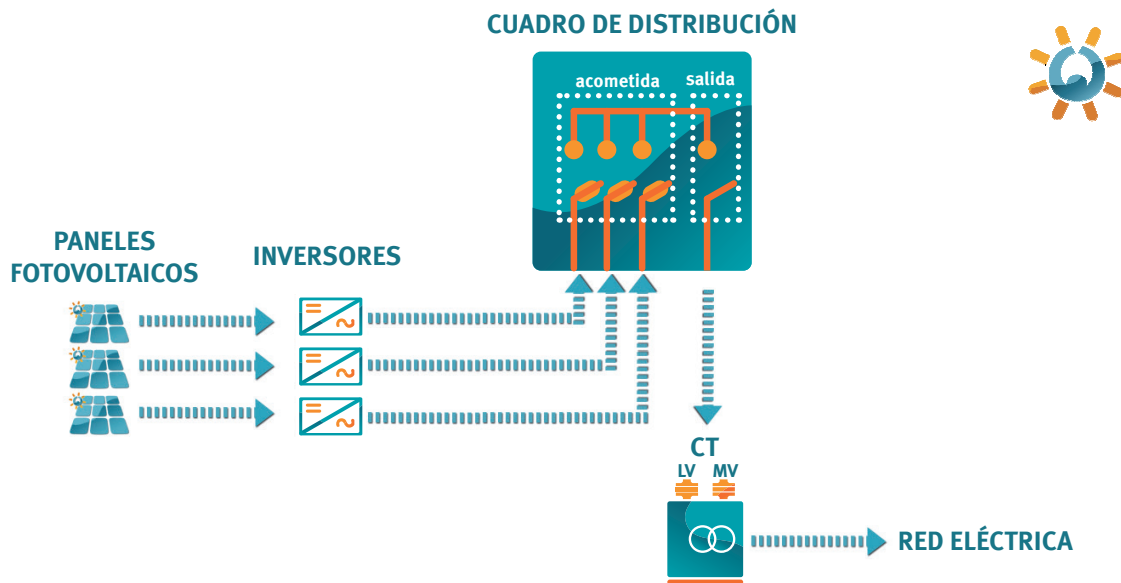 CUADRO DE DISTRIBUCIÓN
acometida
salida
PANELES
FOTOVOLTAICOS
INVERSORES
CT
LV
MV
RED ELÉCTRICA